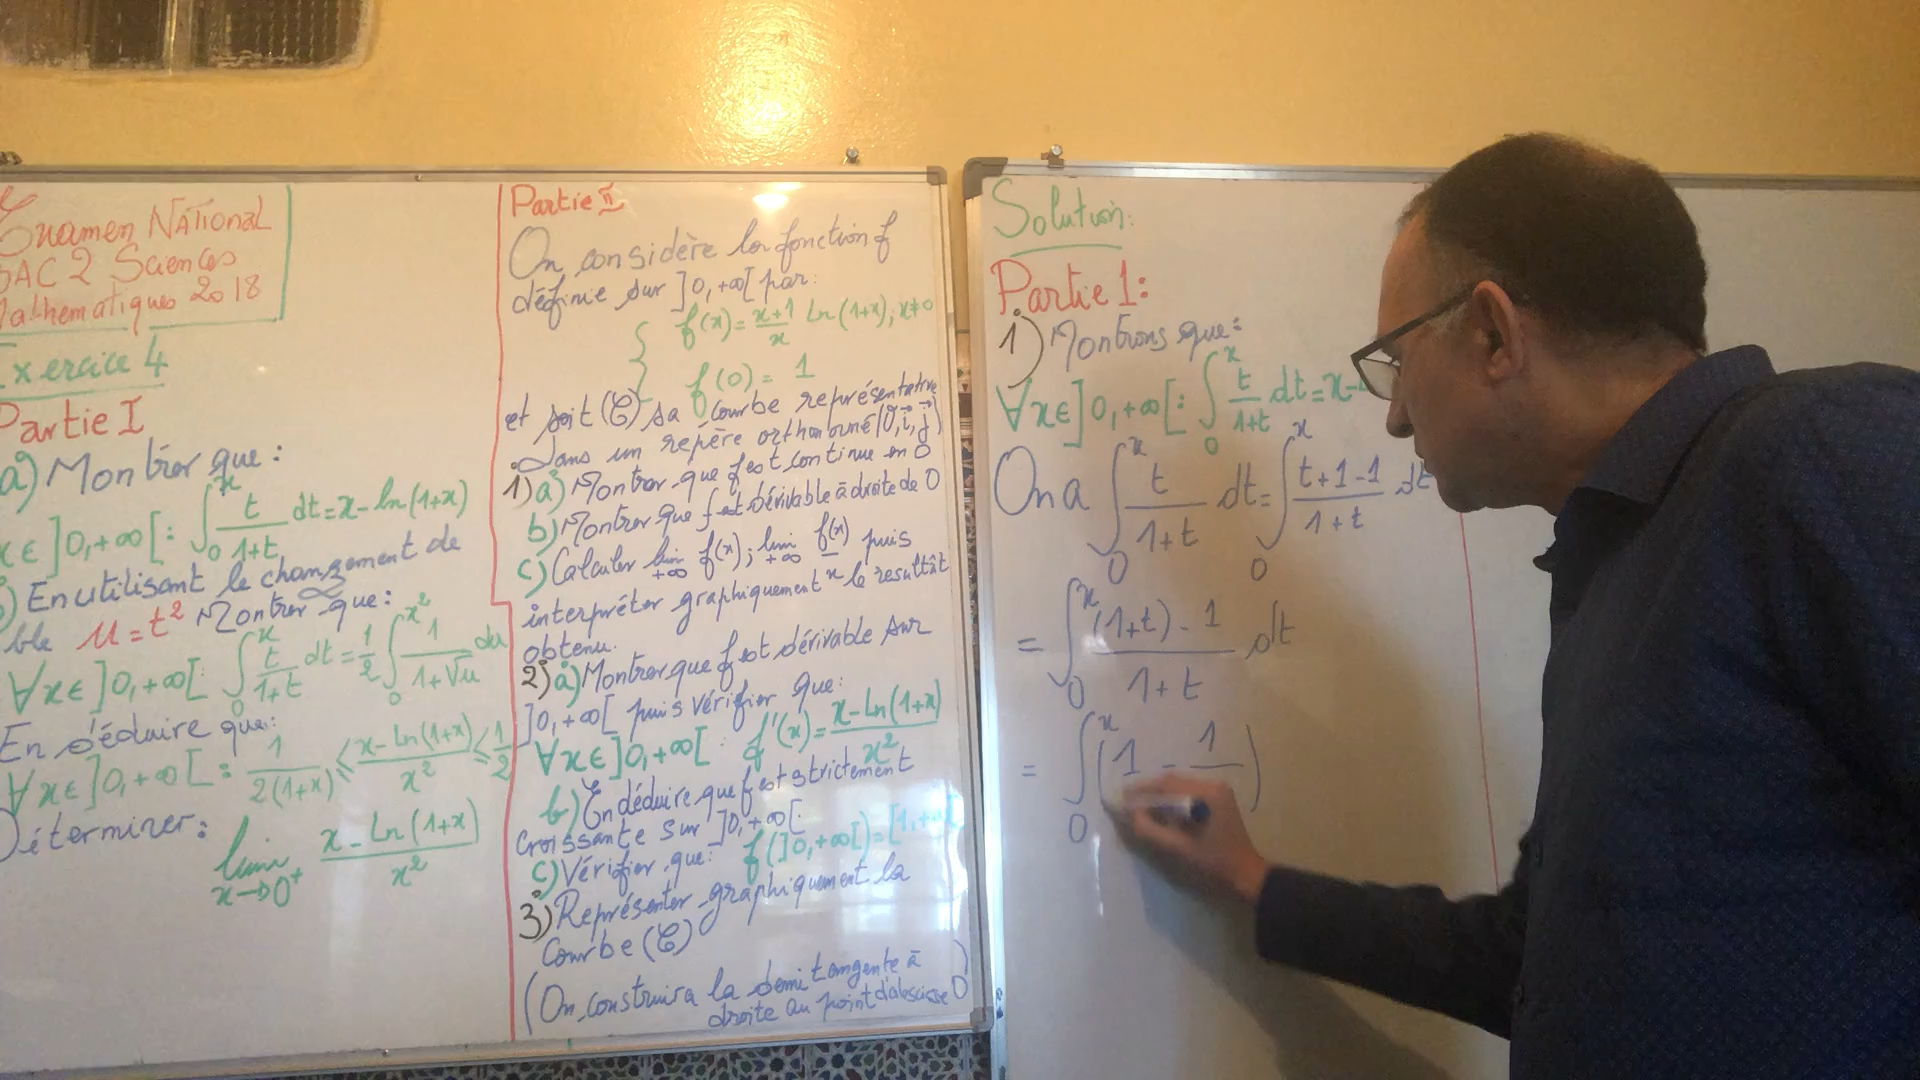 Examen NATional
BAC 2 Sciences
Mathematiques 2018
Exercice 4
Partie I
a) Montrer que:
x ∈ ]0,+∞[ : ∫₀ˣ t/(1+t) dt = x - ln(1+x)
) En utilisant le changement de
ble u = t² Montrer que:
∀x∈]0,+∞[ : ∫₀ˣ t/(1+t) dt = 1/2 ∫₀^(x²) 1/(1+√u) du
En déduire que:
∀x∈]0,+∞[ : 1/(2(1+x)) ≤ (x - Ln(1+x))/x² ≤ 1/2
Déterminer:
lim x→0⁺ (x - Ln(1+x))/x²
Partie II
On considère la fonction f
définie sur ]0,+∞[ par:
{ f(x) = (x+1)/x Ln(1+x); x≠0
f(0) = 1
et soit (C) sa courbe représentative
dans un repère orthonormé (O,i⃗,j⃗)
1) a) Montrer que f est continue en 0
b) Montrer que f est dérivable à droite de 0
c) Calculer lim +∞ f(x); lim +∞ f(x)/x puis
interpréter graphiquement le resultât
obtenu.
2) a) Montrer que f est dérivable sur
]0,+∞[ puis vérifier que:
∀x∈]0,+∞[ f'(x) = (x - Ln(1+x))/x²
b) En déduire que f est strictement
croissante sur ]0,+∞[.
c) Vérifier que: f(]0,+∞[) = [1,+∞[
3) Représenter graphiquement la
Courbe (C)
(On construira la demi tangente à
droite au point d'abscisse 0)
Solution:
Partie 1:
1) Montrons que:
∀x∈]0,+∞[ : ∫₀ˣ t/(1+t) dt = x -
On a ∫₀ˣ t/(1+t) dt = ∫₀ˣ (t+1-1)/(1+t) dt
= ∫₀ˣ ((1+t) - 1)/(1+t) dt
= ∫₀ˣ (1 - 1/ )